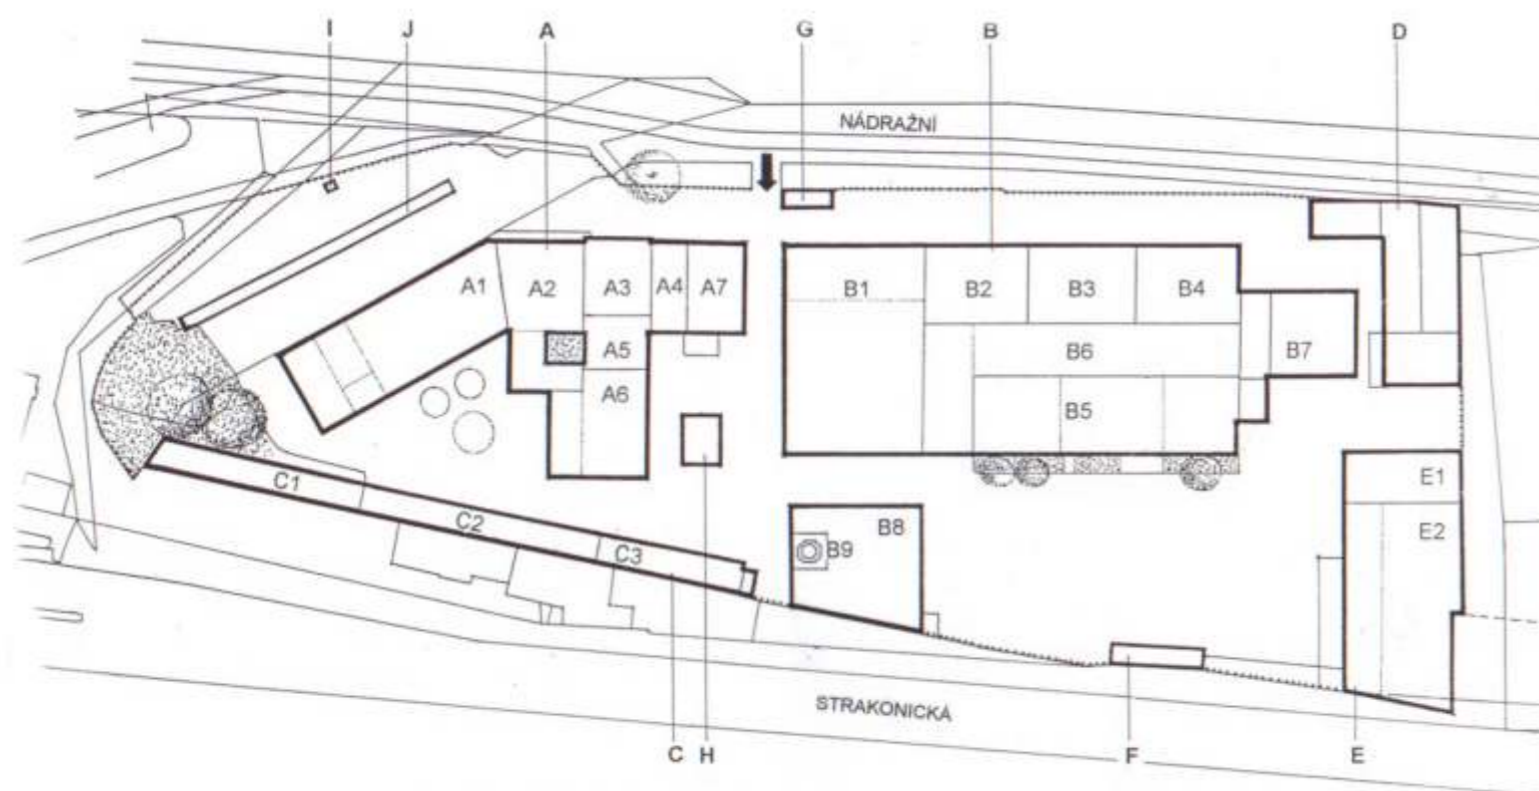 I J A G B D
NÁDRAŽNÍ
A1 A2 A3 A4 A7 B1 B2 B3 B4
A5 B6 B7
A6 B5
C1 E1
C2 B8 E2
C3 B9
STRAKONICKÁ
C H F E